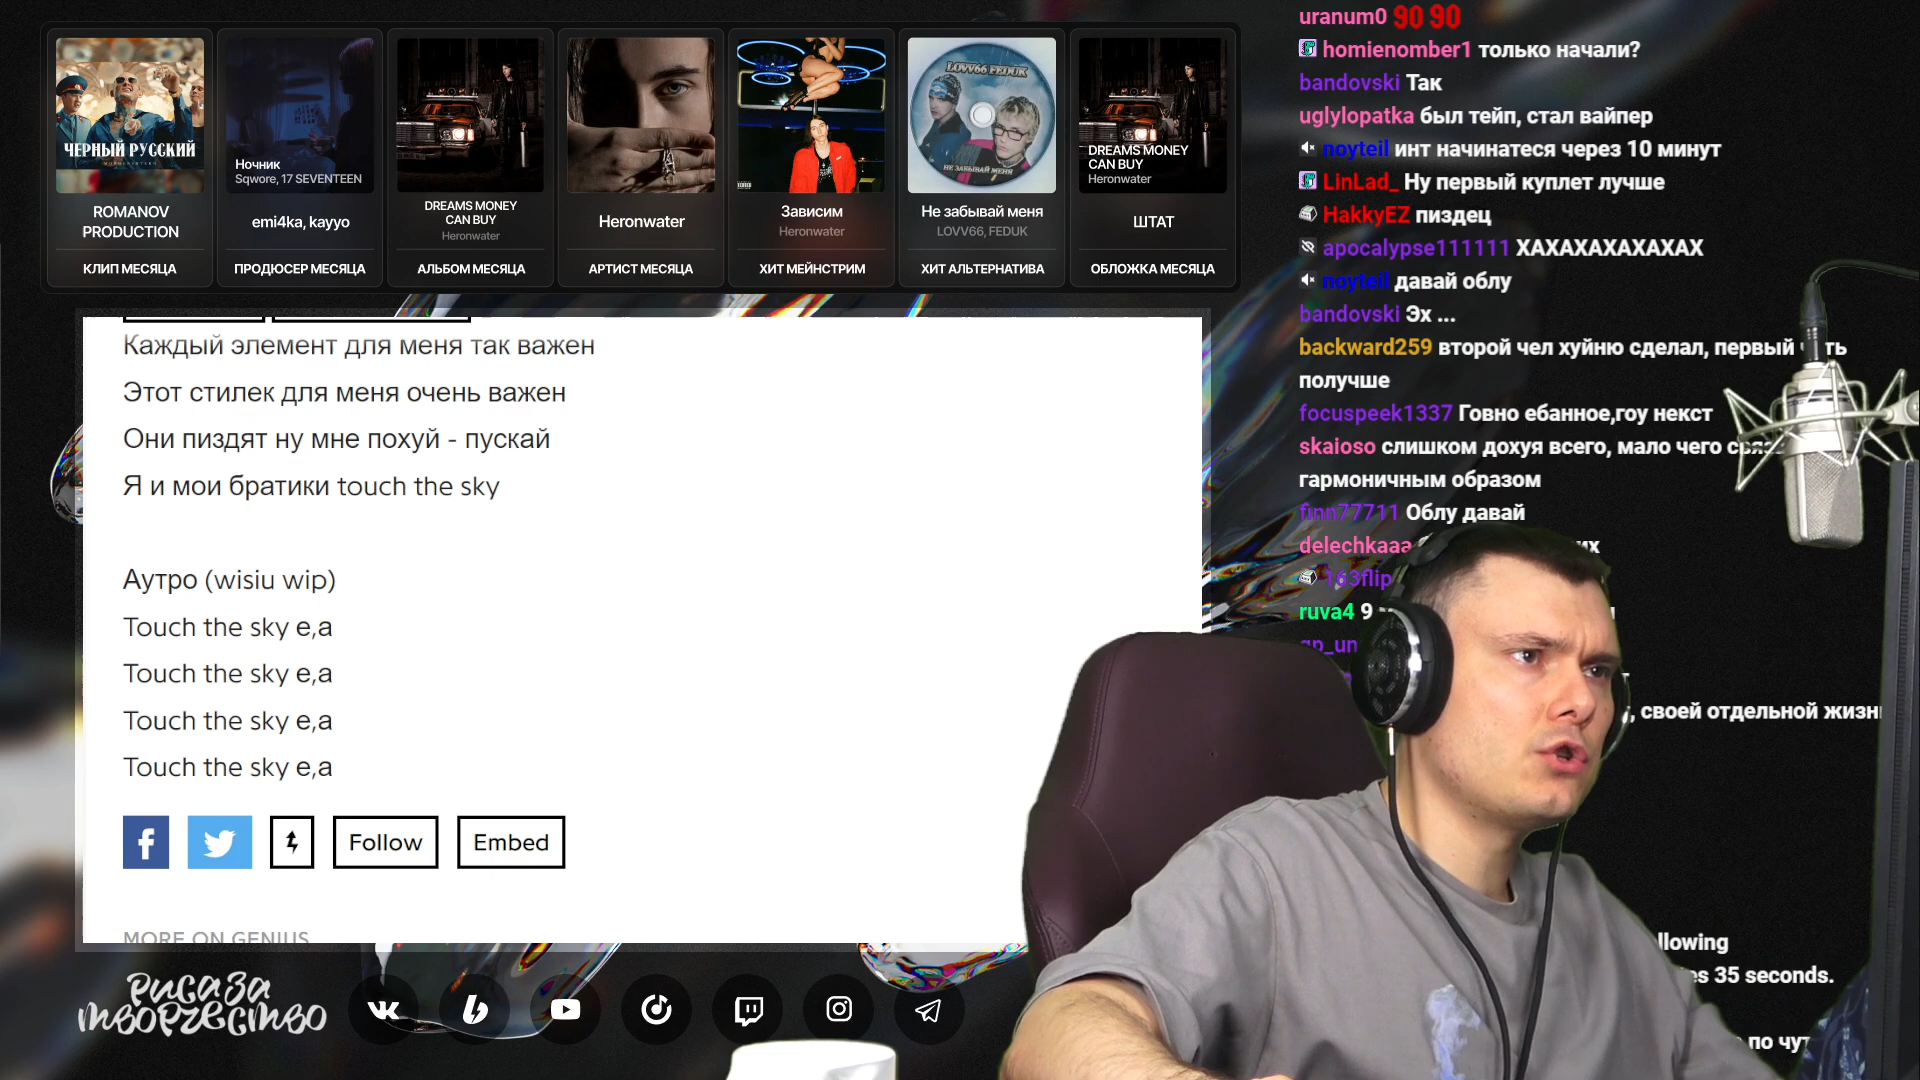 ЧЕРНЫЙ РУССКИЙ
ROMANOV
PRODUCTION
КЛИП МЕСЯЦА
Ночник
Sqwore, 17 SEVENTEEN
emi4ka, kayyo
ПРОДЮСЕР МЕСЯЦА
DREAMS MONEY
CAN BUY
Heronwater
АЛЬБОМ МЕСЯЦА
Heronwater
АРТИСТ МЕСЯЦА
Зависим
Heronwater
ХИТ МЕЙНСТРИМ
LOVV66 FEDUK
НЕ ЗАБЫВАЙ МЕНЯ
Не забывай меня
LOVV66, FEDUK
ХИТ АЛЬТЕРНАТИВА
DREAMS MONEY
CAN BUY
Heronwater
ШТАТ
ОБЛОЖКА МЕСЯЦА
Каждый элемент для меня так важен
Этот стилек для меня очень важен
Они пиздят ну мне похуй - пускай
Я и мои братики touch the sky
Аутро (wisiu wip)
Touch the sky е,а
Touch the sky е,а
Touch the sky е,а
Touch the sky е,а
Follow
Embed
MORE ON GENIUS
РИСА ЗА
ТВОРЧЕСТВО
uranum0 90 90
homienomber1 только начали?
bandovski Так
uglylopatka был тейп, стал вайпер
noyteil инт начинатеся через 10 минут
LinLad_ Ну первый куплет лучше
HakkyEZ пиздец
apocalypse111111 ХАХАХАХАХАХАХ
noyteil давай облу
bandovski Эх ...
backward259 второй чел хуйню сделал, первый
получше
focuspeek1337 Говно ебанное,гоу некст
skaioso слишком дохуя всего, мало чего
гармоничным образом
finn77711 Облу давай
delechkaaa
163flip
ruva4 9
, своей отдельной
llowing
35 seconds.
по